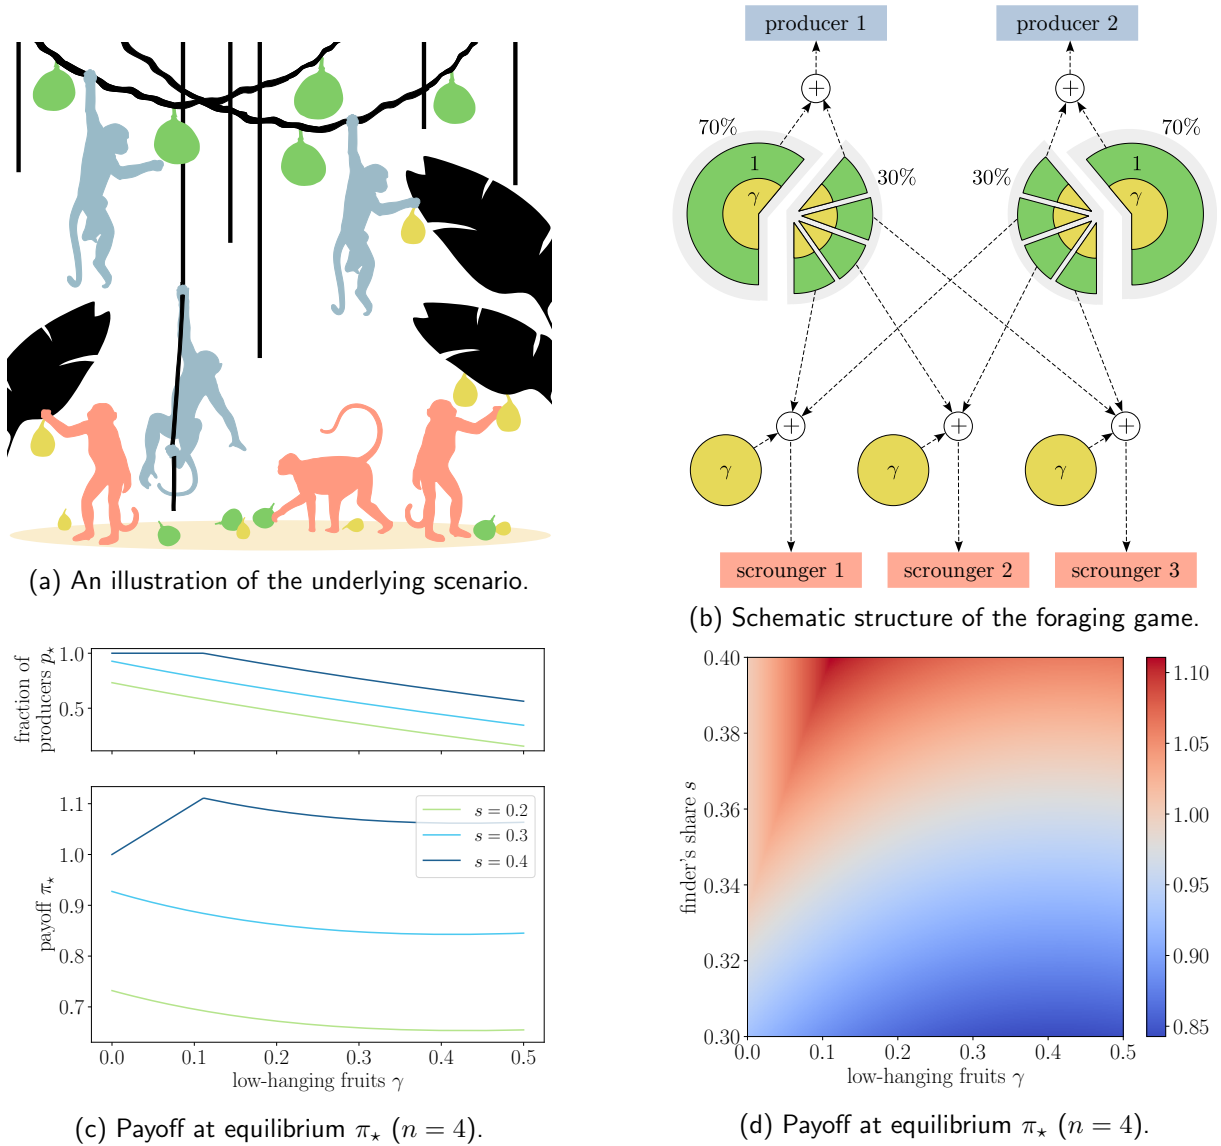 producer 1
producer 2
+
+
70%
70%
1
γ
30%
30%
1
γ
+
+
+
γ
γ
γ
scrounger 1
scrounger 2
scrounger 3
(a) An illustration of the underlying scenario.
(b) Schematic structure of the foraging game.
fraction of
producers p⋆
1.0
0.5
payoff π⋆
1.1
1.0
0.9
0.8
0.7
s = 0.2
s = 0.3
s = 0.4
0.0 0.1 0.2 0.3 0.4 0.5
low-hanging fruits γ
(c) Payoff at equilibrium π⋆ (n = 4).
finder's share s
0.40
0.38
0.36
0.34
0.32
0.30
0.0 0.1 0.2 0.3 0.4 0.5
low-hanging fruits γ
1.10
1.05
1.00
0.95
0.90
0.85
(d) Payoff at equilibrium π⋆ (n = 4).